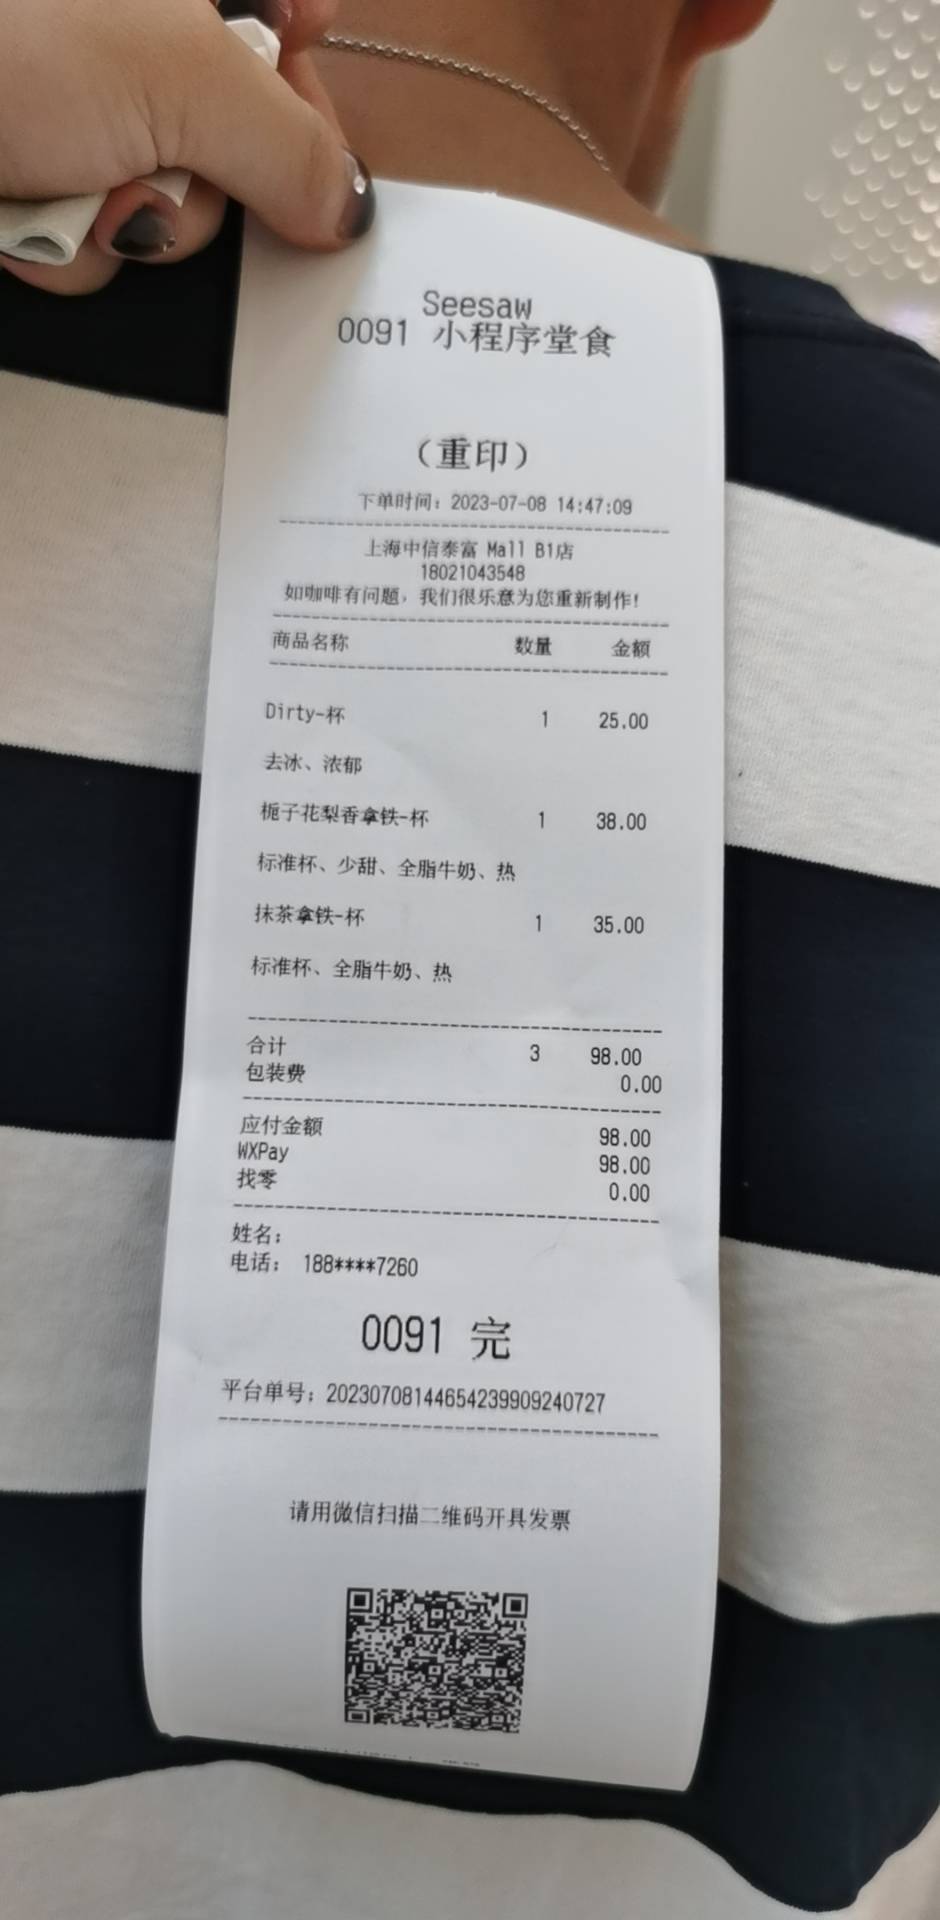 Seesaw
0091 小程序堂食
（重印）
下单时间：2023-07-08 14:47:09
上海中信泰富 Mall B1店
18021043548
如咖啡有问题，我们很乐意为您重新制作！
商品名称 数量 金额
Dirty-杯 1 25.00
去冰、浓郁
栀子花梨香拿铁-杯 1 38.00
标准杯、少甜、全脂牛奶、热
抹茶拿铁-杯 1 35.00
标准杯、全脂牛奶、热
合计 3 98.00
包装费 0.00
应付金额 98.00
WXPay 98.00
找零 0.00
姓名：
电话： 188****7260
0091 完
平台单号：20230708144654239909240727
请用微信扫描二维码开具发票